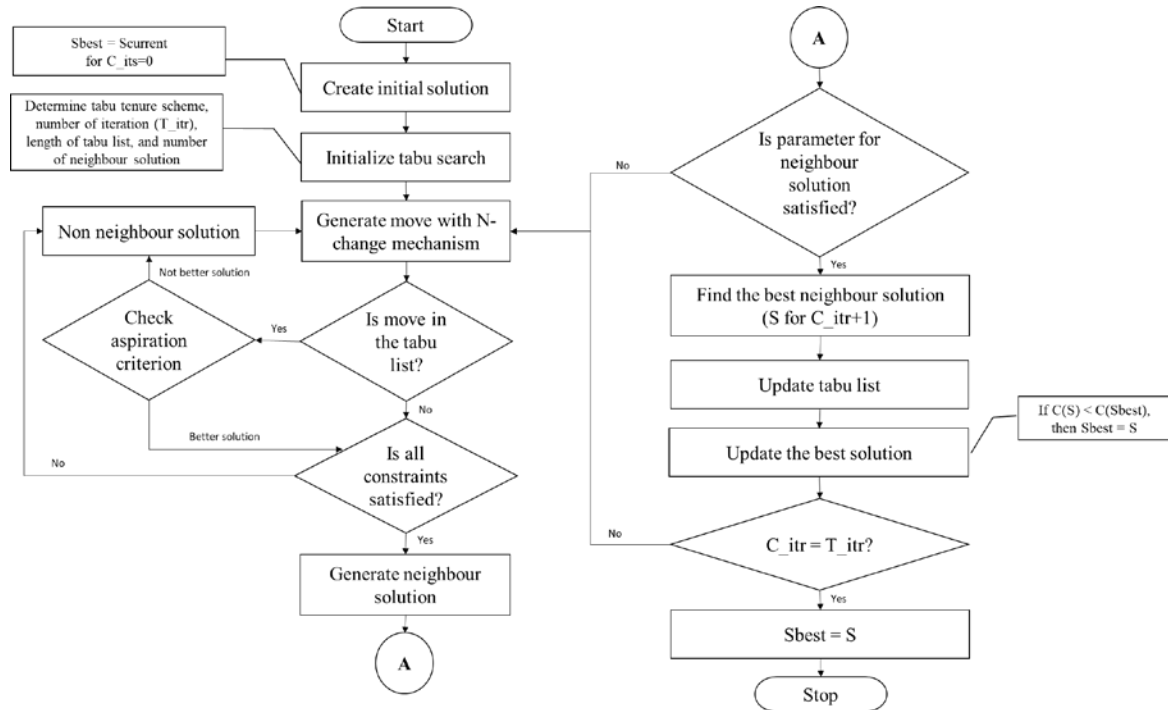 Start
Sbest = Scurrent
for C_its=0
Create initial solution
Determine tabu tenure scheme,
number of iteration (T_itr),
length of tabu list, and number
of neighbour solution
Initialize tabu search
Non neighbour solution
Generate move with N-
change mechanism
Not better solution
Check
aspiration
criterion
Yes
Is move in
the tabu
list?
No
Better solution
No
Is all
constraints
satisfied?
Yes
Generate neighbour
solution
A
A
No
Is parameter for
neighbour
solution
satisfied?
Yes
Find the best neighbour solution
(S for C_itr+1)
Update tabu list
If C(S) < C(Sbest),
then Sbest = S
Update the best solution
No
C_itr = T_itr?
Yes
Sbest = S
Stop